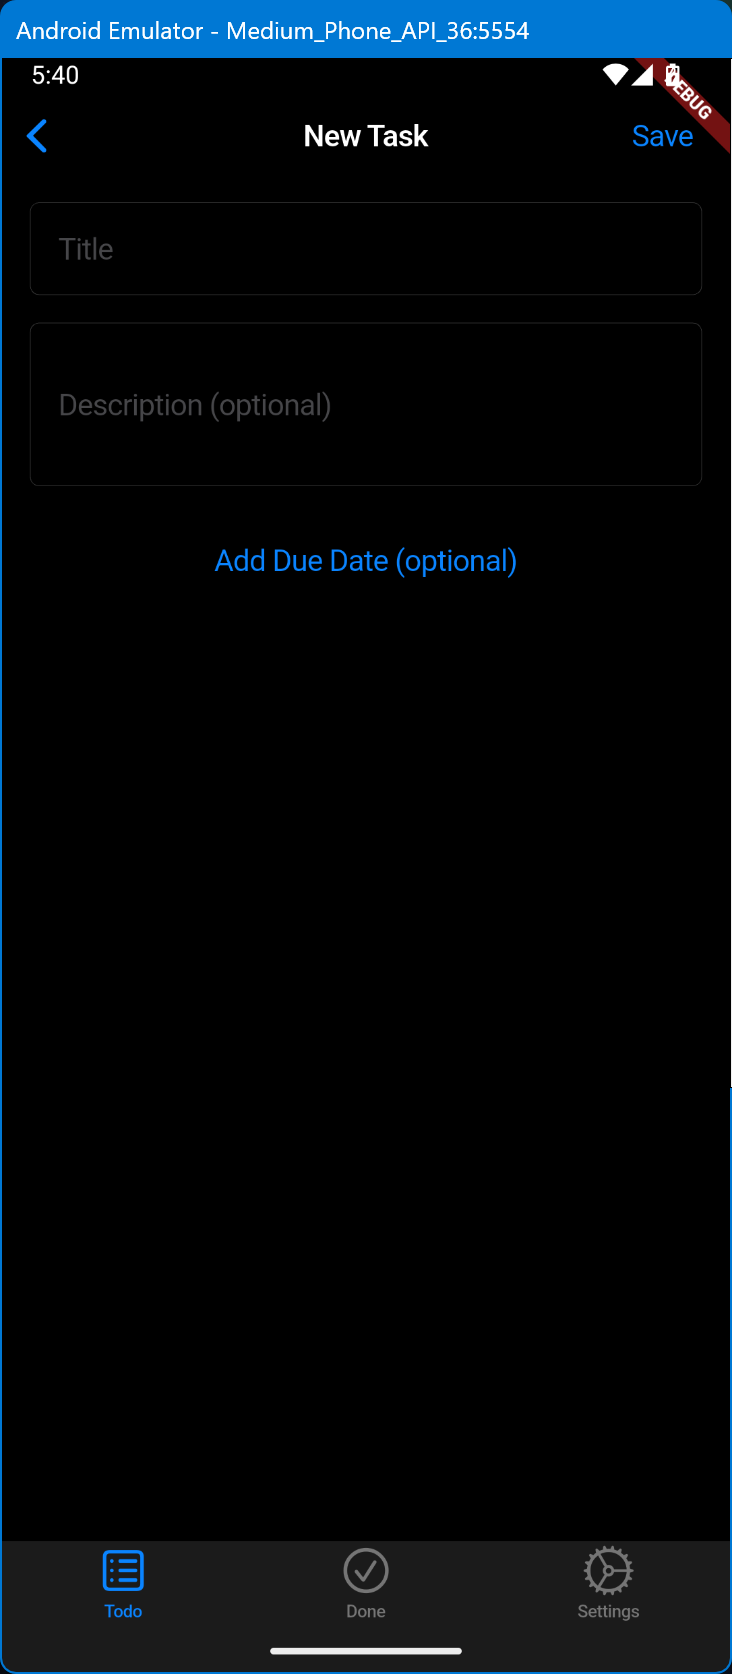 Android Emulator - Medium_Phone_API_36:5554
5:40
DEBUG
New Task
Save
Title
Description (optional)
Add Due Date (optional)
Todo
Done
Settings